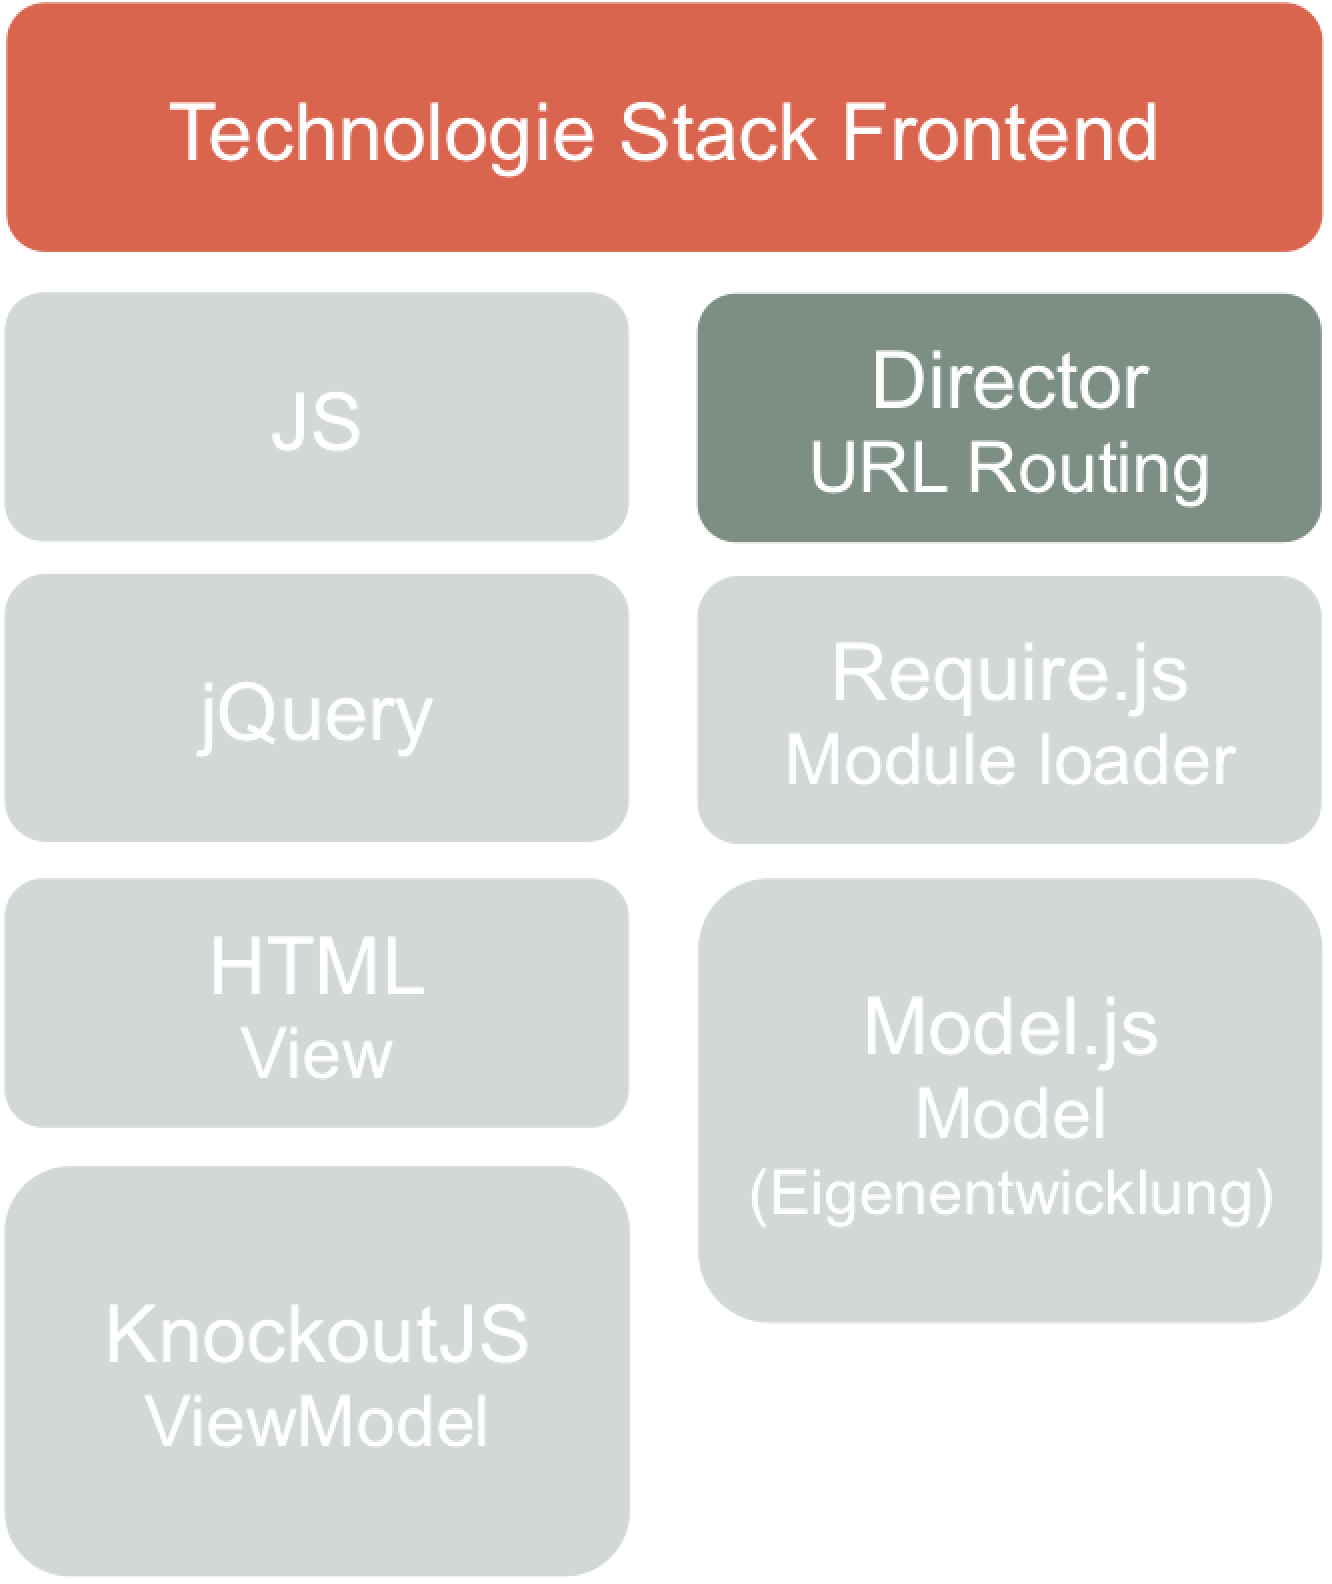 Technologie Stack Frontend
JS
Director
URL Routing
jQuery
Require.js
Module loader
HTML
View
Model.js
Model
(Eigenentwicklung)
KnockoutJS
ViewModel